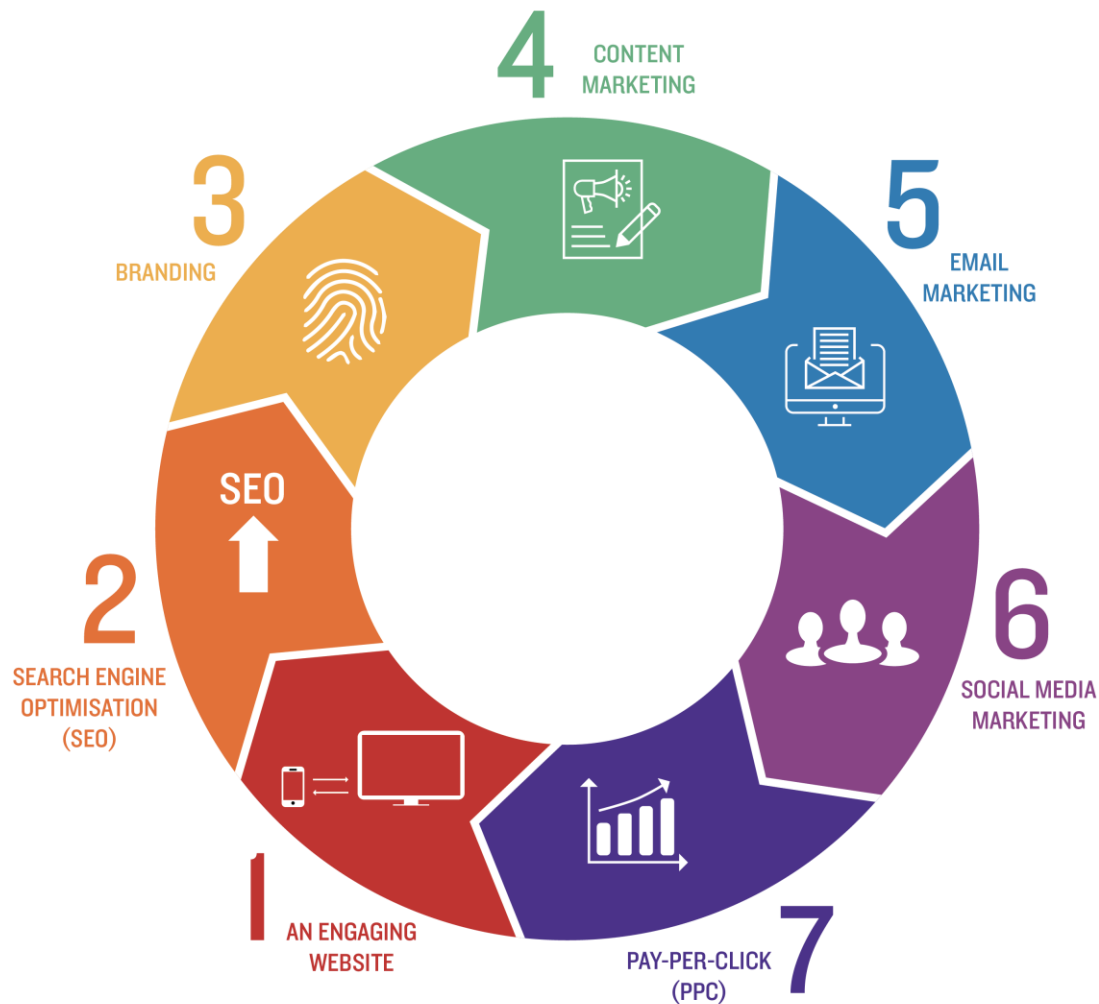 1
AN ENGAGING
WEBSITE
2
SEARCH ENGINE
OPTIMISATION
(SEO)
SEO
3
BRANDING
4
CONTENT
MARKETING
5
EMAIL
MARKETING
6
SOCIAL MEDIA
MARKETING
7
PAY-PER-CLICK
(PPC)